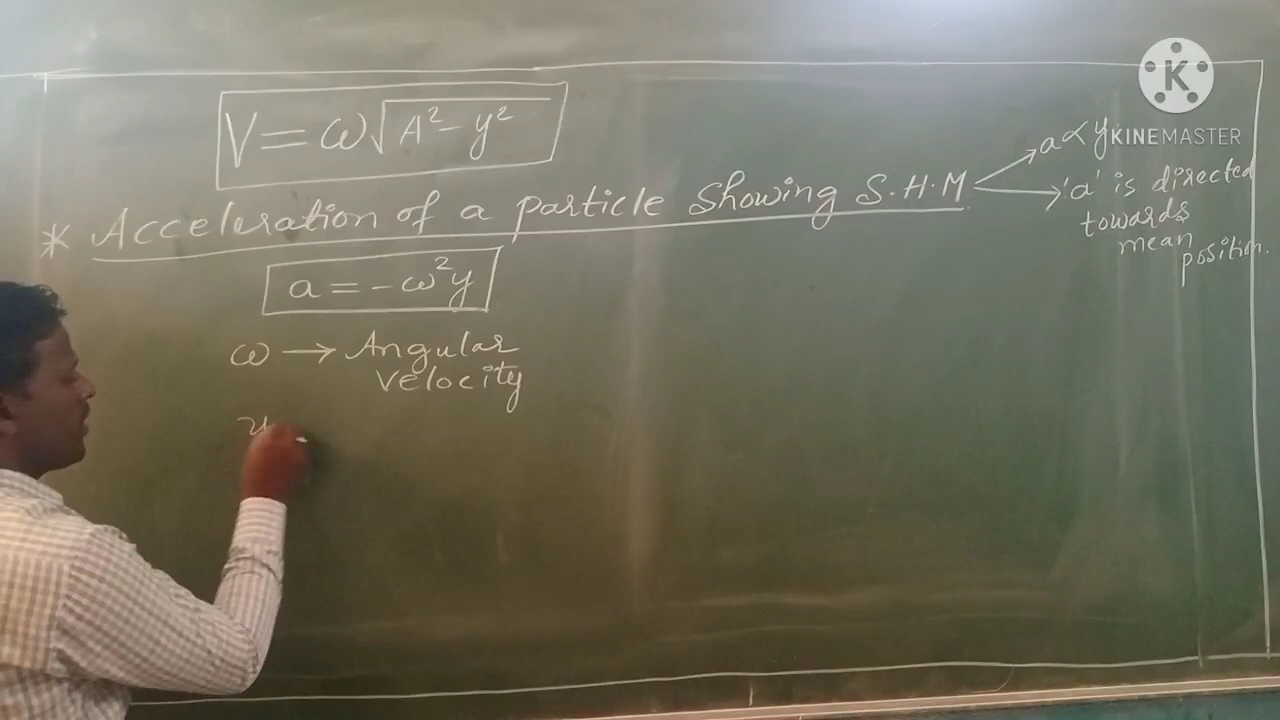 V = ω√A² - y²
* Acceleration of a particle showing S.H.M
a ∝ y
'a' is directed
towards
mean
position.
a = -ω²y
ω → Angular
velocity
y
K
KINEMASTER